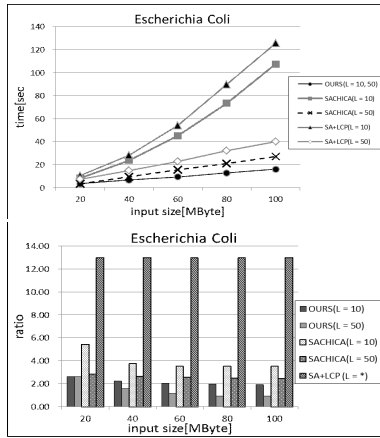 Escherichia Coli
140
120
100
80
60
40
20
0
time[sec
20 40 60 80 100
input size[MByte]
OURS(L = 10, 50)
SACHICA(L = 10)
SACHICA(L = 50)
SA+LCP(L = 10)
SA+LCP(L = 50)
Escherichia Coli
14.00
12.00
10.00
8.00
6.00
4.00
2.00
0.00
ratio
20 40 60 80 100
input size[MByte]
OURS(L = 10)
OURS(L = 50)
SACHICA(L = 10)
SACHICA(L = 50)
SA+LCP (L = *)